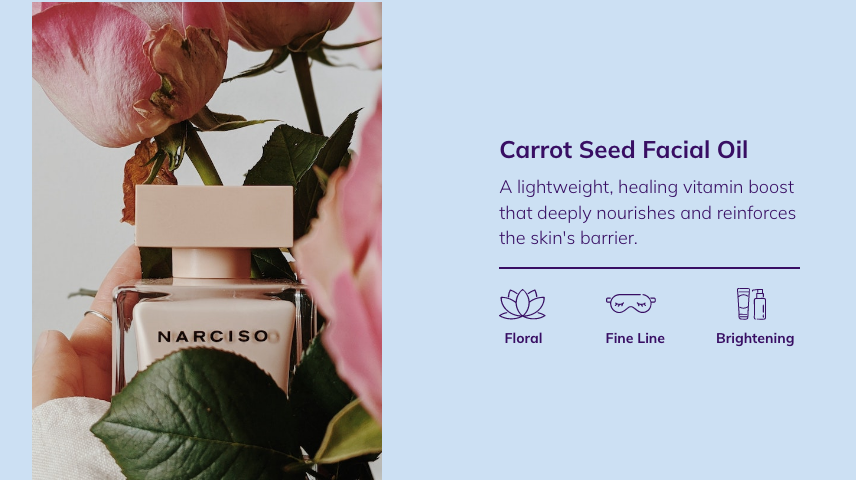 NARCISO
Carrot Seed Facial Oil
A lightweight, healing vitamin boost
that deeply nourishes and reinforces
the skin's barrier.
Floral
Fine Line
Brightening